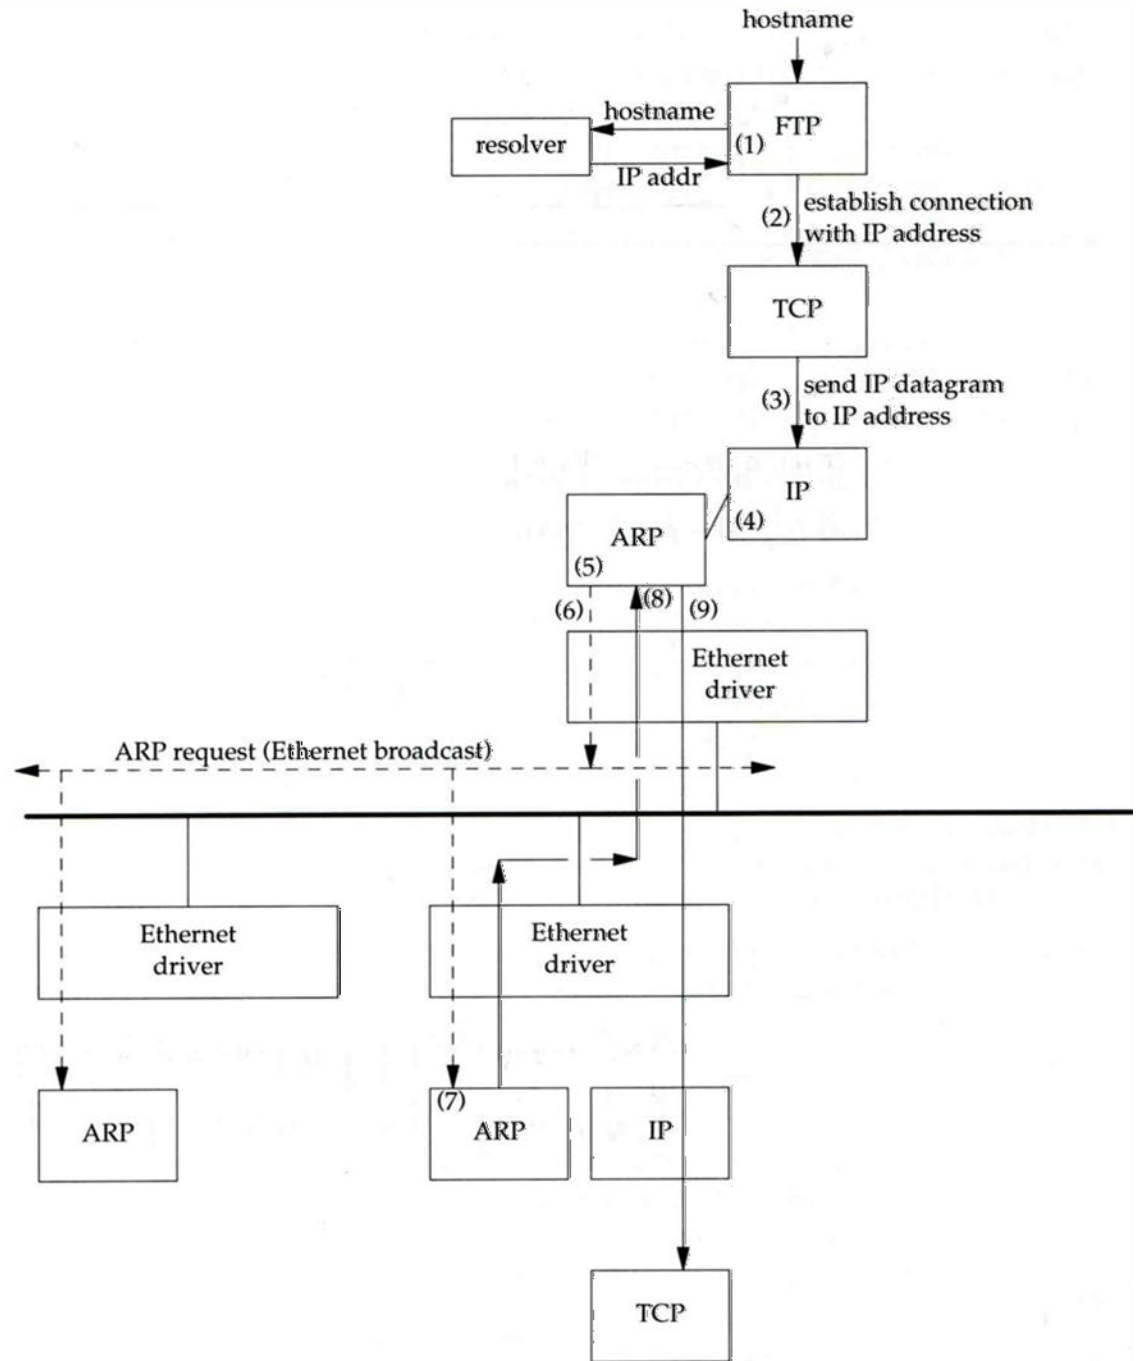 hostname
hostname
FTP
resolver
(1)
IP addr
(2)
establish connection
with IP address
TCP
(3)
send IP datagram
to IP address
IP
(4)
ARP
(5)
(6)
(8)
(9)
Ethernet
driver
ARP request (Ethernet broadcast)
Ethernet
driver
Ethernet
driver
(7)
ARP
ARP
IP
TCP